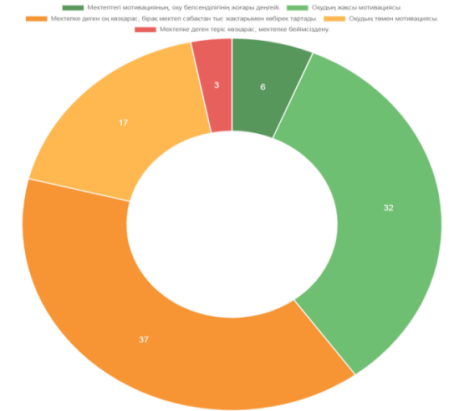 Мектептегі мотивацияның, оқу белсенділігінің жоғары деңгейі. Оқудың жақсы мотивациясы.
Мектепке деген оң көзқарас, бірақ мектеп сабақтан тыс жақтарымен көбірек тартады. Оқудың төмен мотивациясы.
Мектепке деген теріс көзқарас, мектепке бейімсіздену.
3
6
17
32
37